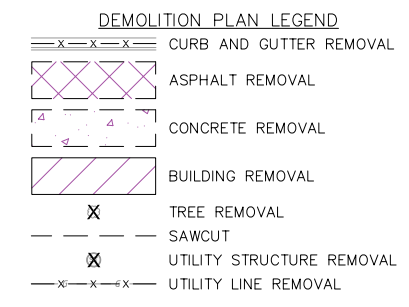 DEMOLITION PLAN LEGEND
X X X CURB AND GUTTER REMOVAL
ASPHALT REMOVAL
CONCRETE REMOVAL
BUILDING REMOVAL
X TREE REMOVAL
SAWCUT
X UTILITY STRUCTURE REMOVAL
X X X UTILITY LINE REMOVAL